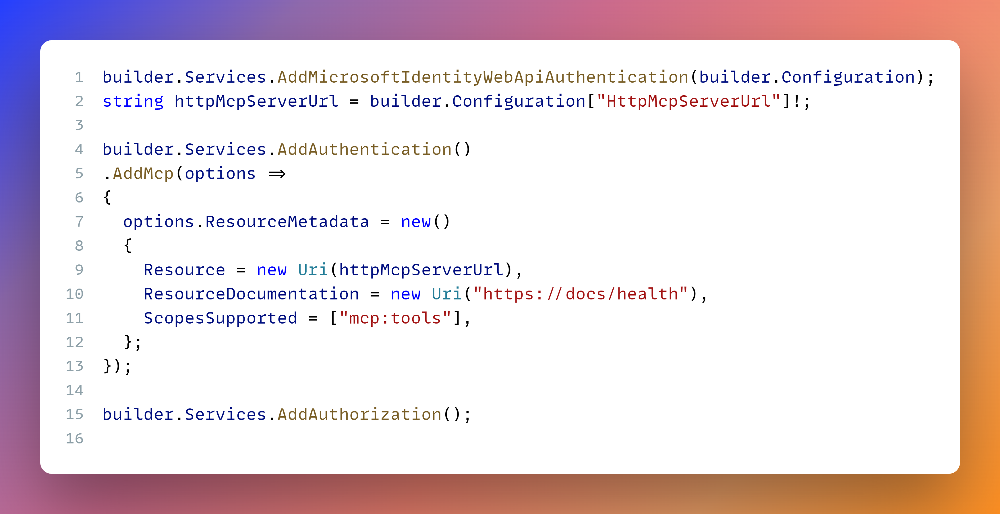 1 builder.Services.AddMicrosoftIdentityWebApiAuthentication(builder.Configuration);
2 string httpMcpServerUrl = builder.Configuration["HttpMcpServerUrl"]!;
3
4 builder.Services.AddAuthentication()
5 .AddMcp(options =>
6 {
7   options.ResourceMetadata = new()
8   {
9     Resource = new Uri(httpMcpServerUrl),
10     ResourceDocumentation = new Uri("https://docs/health"),
11     ScopesSupported = ["mcp:tools"],
12   };
13 });
14
15 builder.Services.AddAuthorization();
16